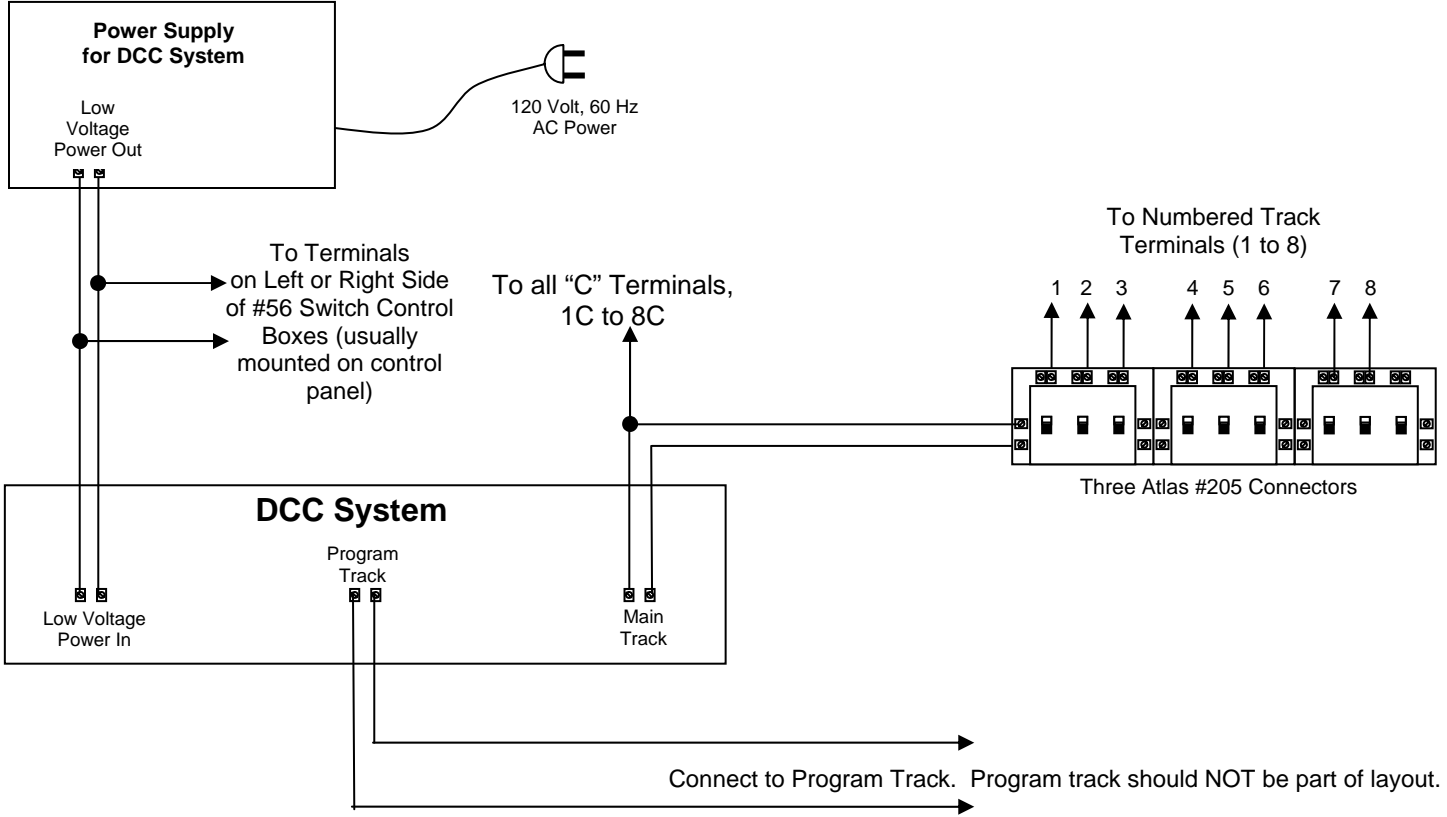 Power Supply
for DCC System
Low
Voltage
Power Out
120 Volt, 60 Hz
AC Power
To Terminals
on Left or Right Side
of #56 Switch Control
Boxes (usually
mounted on control
panel)
To all “C” Terminals,
1C to 8C
To Numbered Track
Terminals (1 to 8)
1 2 3 4 5 6 7 8
Three Atlas #205 Connectors
DCC System
Program
Track
Low Voltage
Power In
Main
Track
Connect to Program Track. Program track should NOT be part of layout.